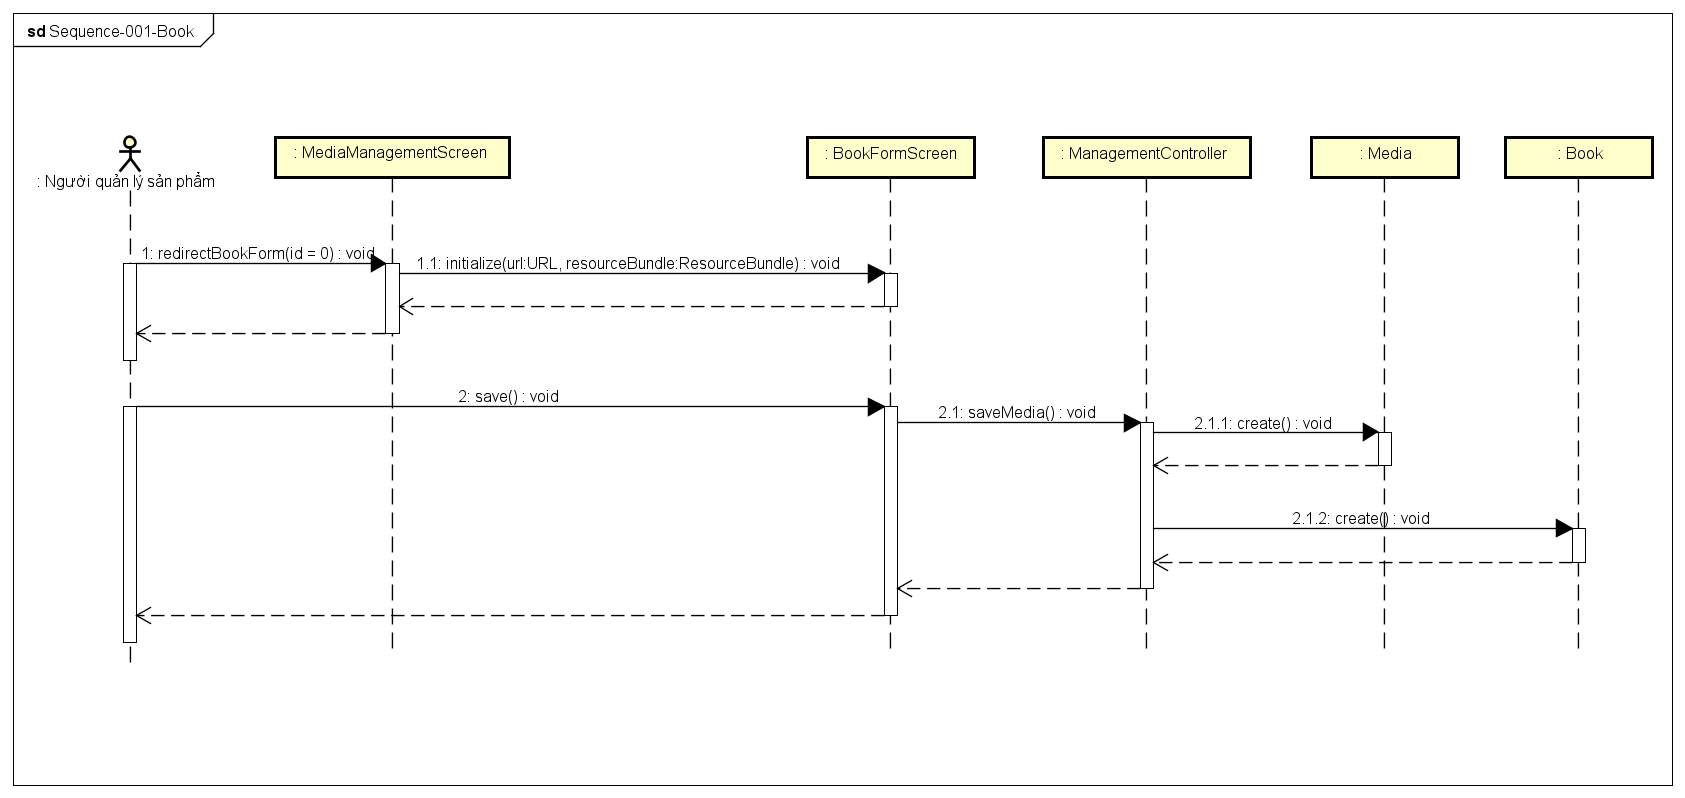 sd Sequence-001-Book
: MediaManagementScreen
: BookFormScreen
: ManagementController
: Media
: Book
: Người quản lý sản phẩm
1: redirectBookForm(id = 0) : void
1.1: initialize(url:URL, resourceBundle:ResourceBundle) : void
2: save() : void
2.1: saveMedia() : void
2.1.1: create() : void
2.1.2: create() : void